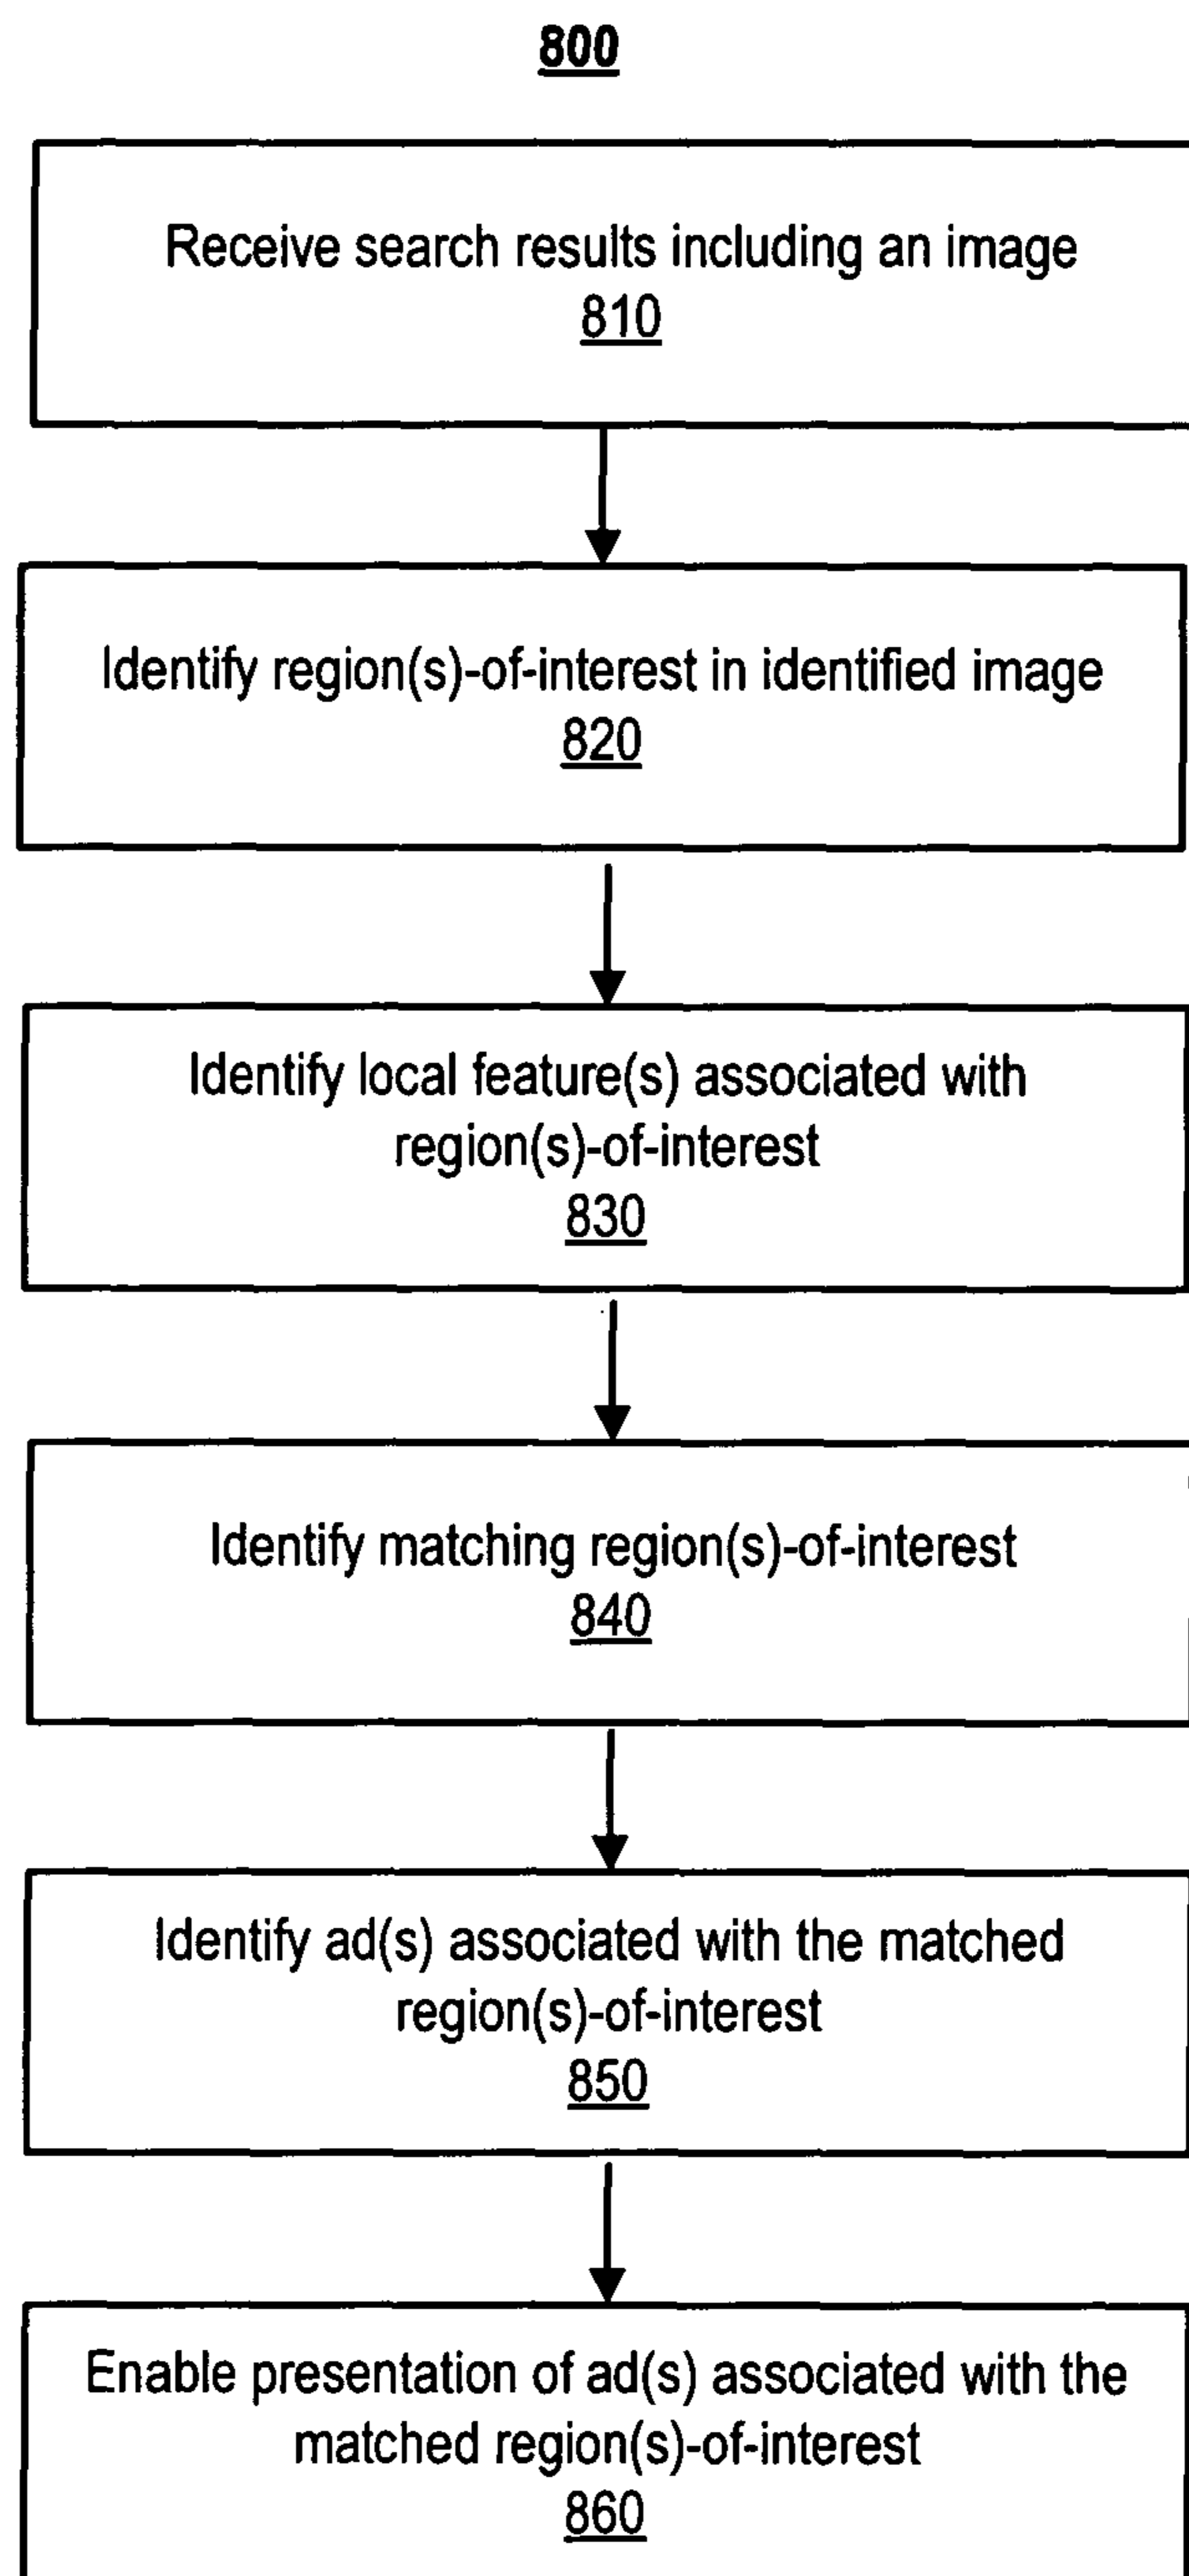 800
Receive search results including an image
810
Identify region(s)-of-interest in identified image
820
Identify local feature(s) associated with
region(s)-of-interest
830
Identify matching region(s)-of-interest
840
Identify ad(s) associated with the matched
region(s)-of-interest
850
Enable presentation of ad(s) associated with the
matched region(s)-of-interest
860